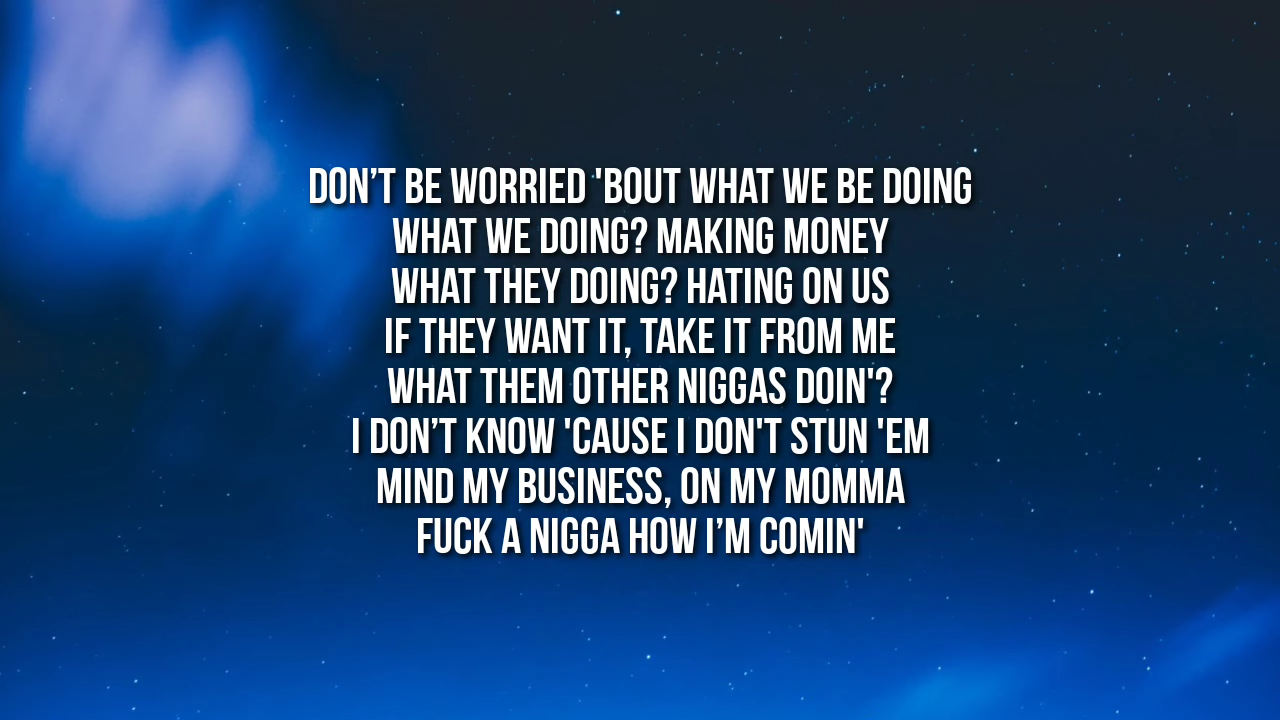 DON’T BE WORRIED 'BOUT WHAT WE BE DOING
WHAT WE DOING? MAKING MONEY
WHAT THEY DOING? HATING ON US
IF THEY WANT IT, TAKE IT FROM ME
WHAT THEM OTHER NIGGAS DOIN'?
I DON’T KNOW 'CAUSE I DON'T STUN 'EM
MIND MY BUSINESS, ON MY MOMMA
FUCK A NIGGA HOW I’M COMIN'